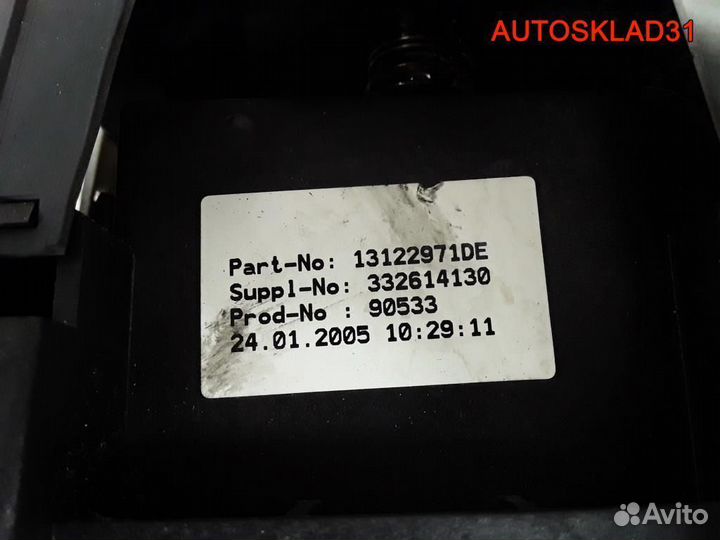 AUTOSKLAD31
Part-No: 13122971DE
Suppl-No: 332614130
Prod-No : 90533
24.01.2005 10:29:11
Avito